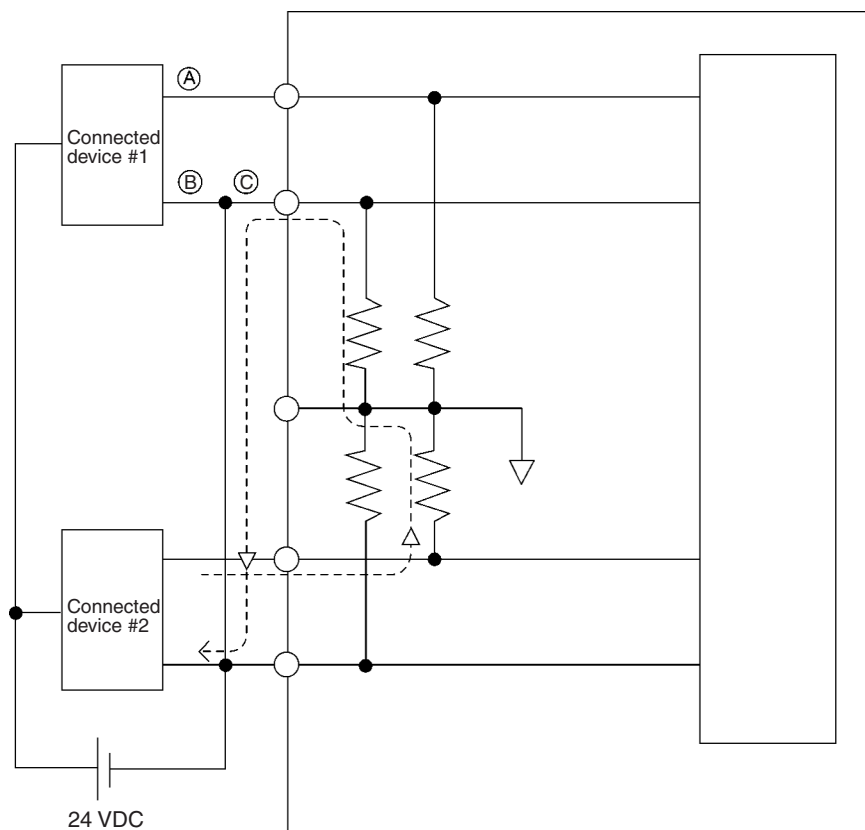 Ⓐ
Connected
device #1
Ⓑ Ⓒ
Connected
device #2
24 VDC